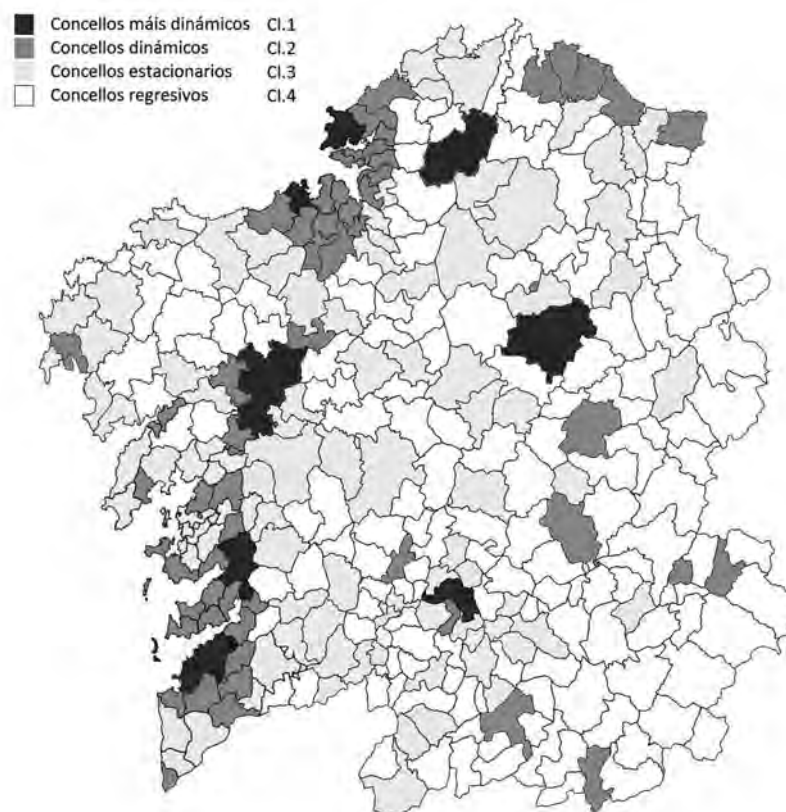 Concellos máis dinámicos Cl.1
Concellos dinámicos Cl.2
Concellos estacionarios Cl.3
Concellos regresivos Cl.4